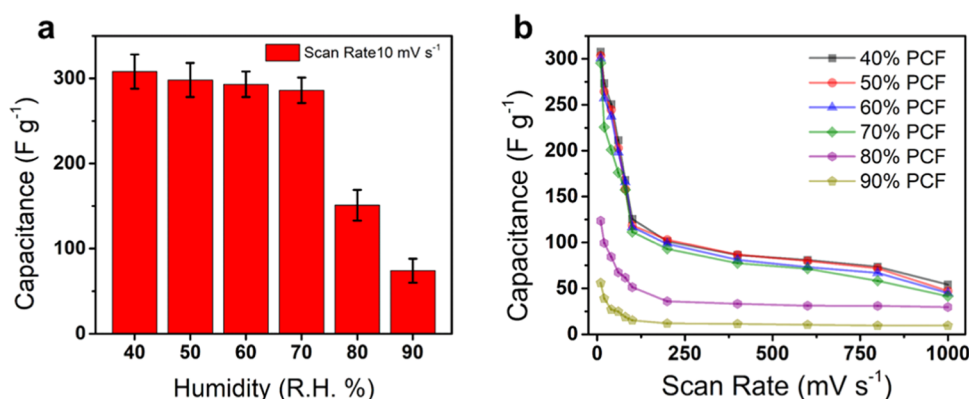 a
Scan Rate10 mV s⁻¹
Capacitance (F g⁻¹)
300
200
100
0
40 50 60 70 80 90
Humidity (R.H. %)
b
40% PCF
50% PCF
60% PCF
70% PCF
80% PCF
90% PCF
Capacitance (F g⁻¹)
300
250
200
150
100
50
0
0 250 500 750 1000
Scan Rate (mV s⁻¹)